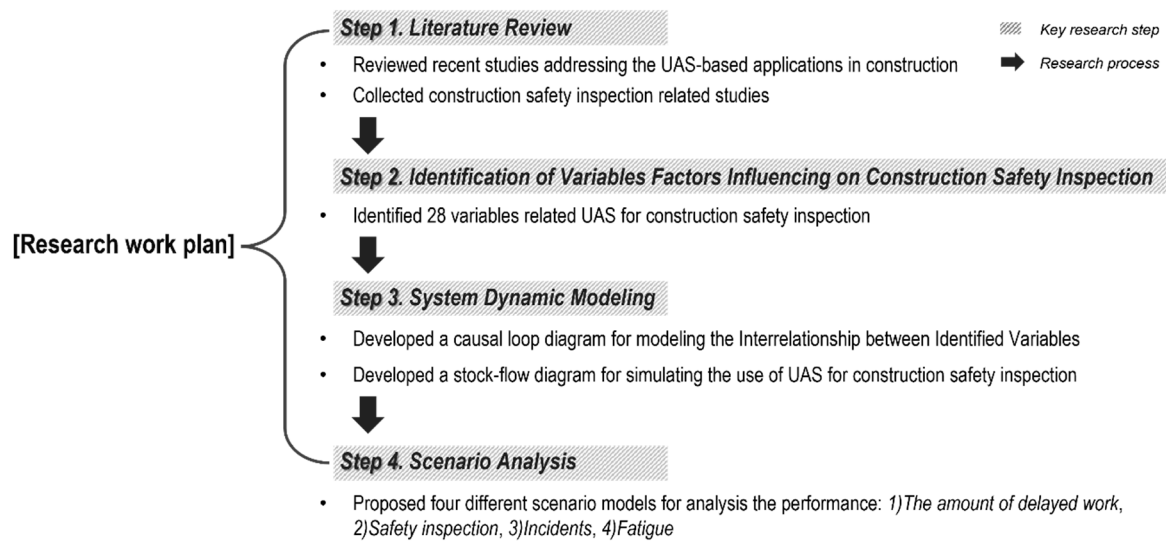 Step 1. Literature Review
Key research step
• Reviewed recent studies addressing the UAS-based applications in construction
Research process
• Collected construction safety inspection related studies
Step 2. Identification of Variables Factors Influencing on Construction Safety Inspection
• Identified 28 variables related UAS for construction safety inspection
[Research work plan]
Step 3. System Dynamic Modeling
• Developed a causal loop diagram for modeling the Interrelationship between Identified Variables
• Developed a stock-flow diagram for simulating the use of UAS for construction safety inspection
Step 4. Scenario Analysis
• Proposed four different scenario models for analysis the performance: 1)The amount of delayed work,
2)Safety inspection, 3)Incidents, 4)Fatigue